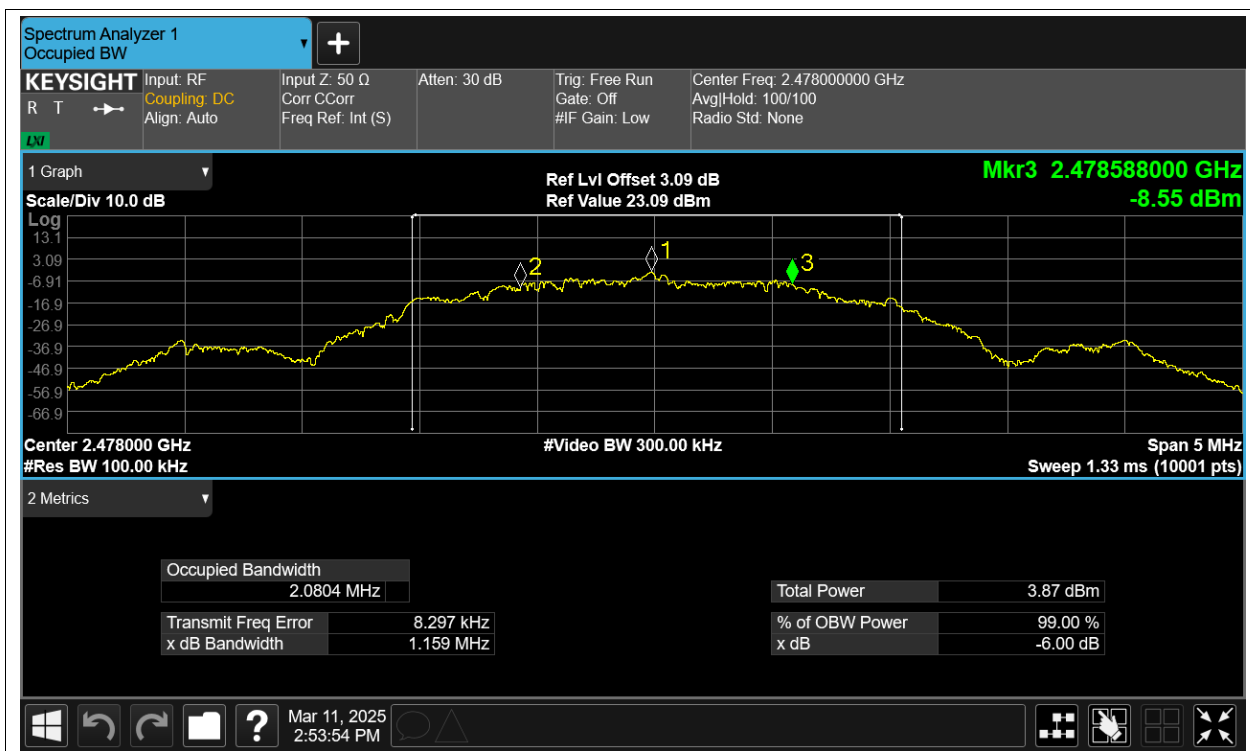 Spectrum Analyzer 1
Occupied BW
+
KEYSIGHT
R T
LXI
Input: RF
Coupling: DC
Align: Auto
Input Z: 50 Ω
Corr CCorr
Freq Ref: Int (S)
Atten: 30 dB
Trig: Free Run
Gate: Off
#IF Gain: Low
Center Freq: 2.478000000 GHz
Avg|Hold: 100/100
Radio Std: None
1 Graph
Scale/Div 10.0 dB
Ref Lvl Offset 3.09 dB
Ref Value 23.09 dBm
Mkr3 2.478588000 GHz
-8.55 dBm
Log
13.1
3.09
-6.91
-16.9
-26.9
-36.9
-46.9
-56.9
-66.9
2
1
3
Center 2.478000 GHz
#Res BW 100.00 kHz
#Video BW 300.00 kHz
Span 5 MHz
Sweep 1.33 ms (10001 pts)
2 Metrics
Occupied Bandwidth
2.0804 MHz
Transmit Freq Error 8.297 kHz
x dB Bandwidth 1.159 MHz
Total Power 3.87 dBm
% of OBW Power 99.00 %
x dB -6.00 dB
?
Mar 11, 2025
2:53:54 PM